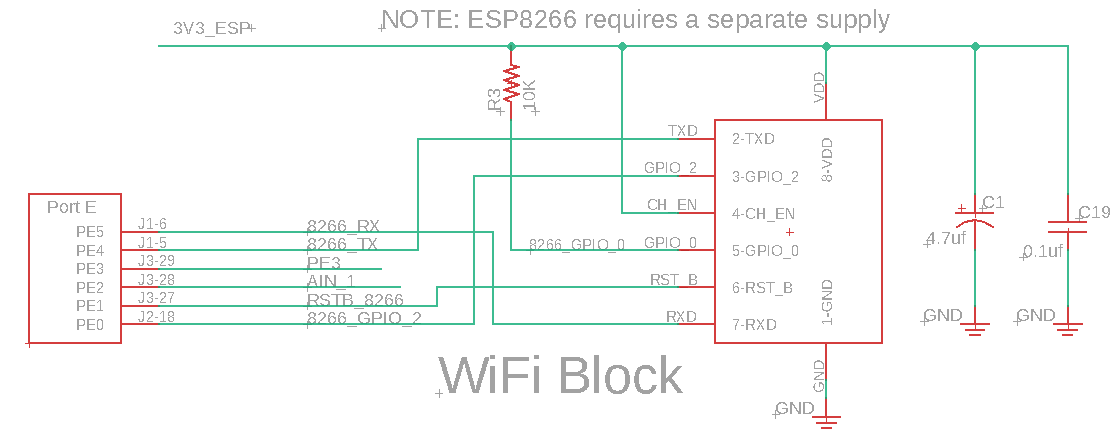 NOTE: ESP8266 requires a separate supply
3V3_ESP
R3
10K
VDD
TXD
2-TXD
8-VDD
GPIO_2
3-GPIO_2
CH_EN
4-CH_EN
8266_GPIO_0
GPIO_0
5-GPIO_0
RST_B
6-RST_B
1-GND
RXD
7-RXD
GND
GND
Port E
PE5
J1-6
8266_RX
PE4
J1-5
8266_TX
PE3
J3-29
PE3
PE2
J3-28
AIN_1
PE1
J3-27
RSTB_8266
PE0
J2-18
8266_GPIO_2
C1
4.7uf
GND
C19
0.1uf
GND
WiFi Block